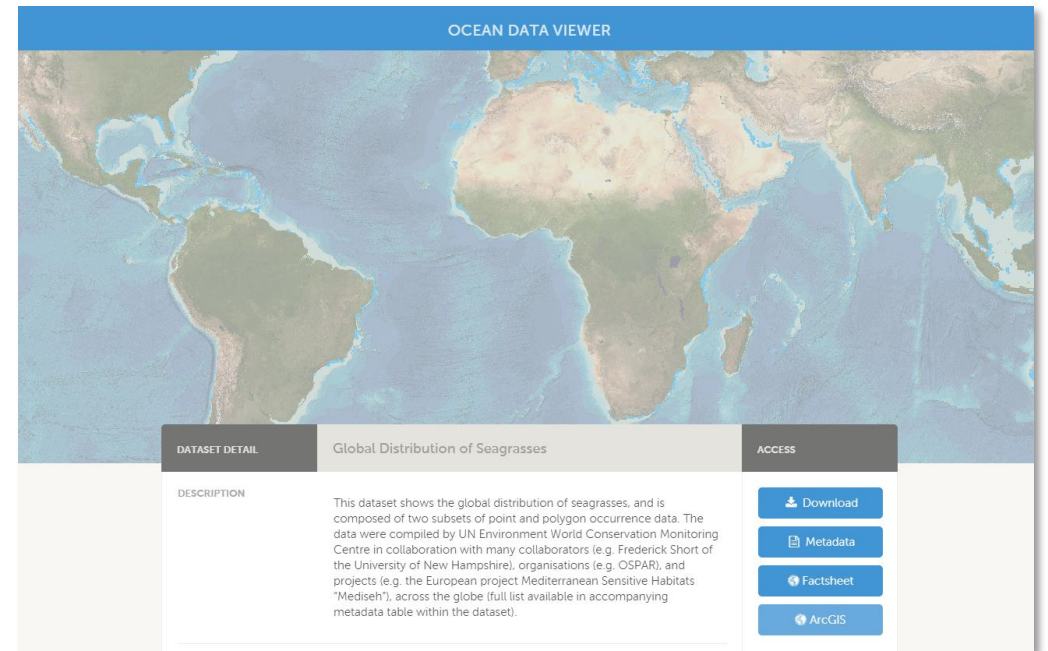 OCEAN DATA VIEWER
DATASET DETAIL
Global Distribution of Seagrasses
ACCESS
DESCRIPTION
This dataset shows the global distribution of seagrasses, and is
composed of two subsets of point and polygon occurrence data. The
data were compiled by UN Environment World Conservation Monitoring
Centre in collaboration with many collaborators (e.g. Frederick Short of
the University of New Hampshire), organisations (e.g. OSPAR), and
projects (e.g. the European project Mediterranean Sensitive Habitats
"Mediseh"), across the globe (full list available in accompanying
metadata table within the dataset).
Download
Metadata
Factsheet
ArcGIS